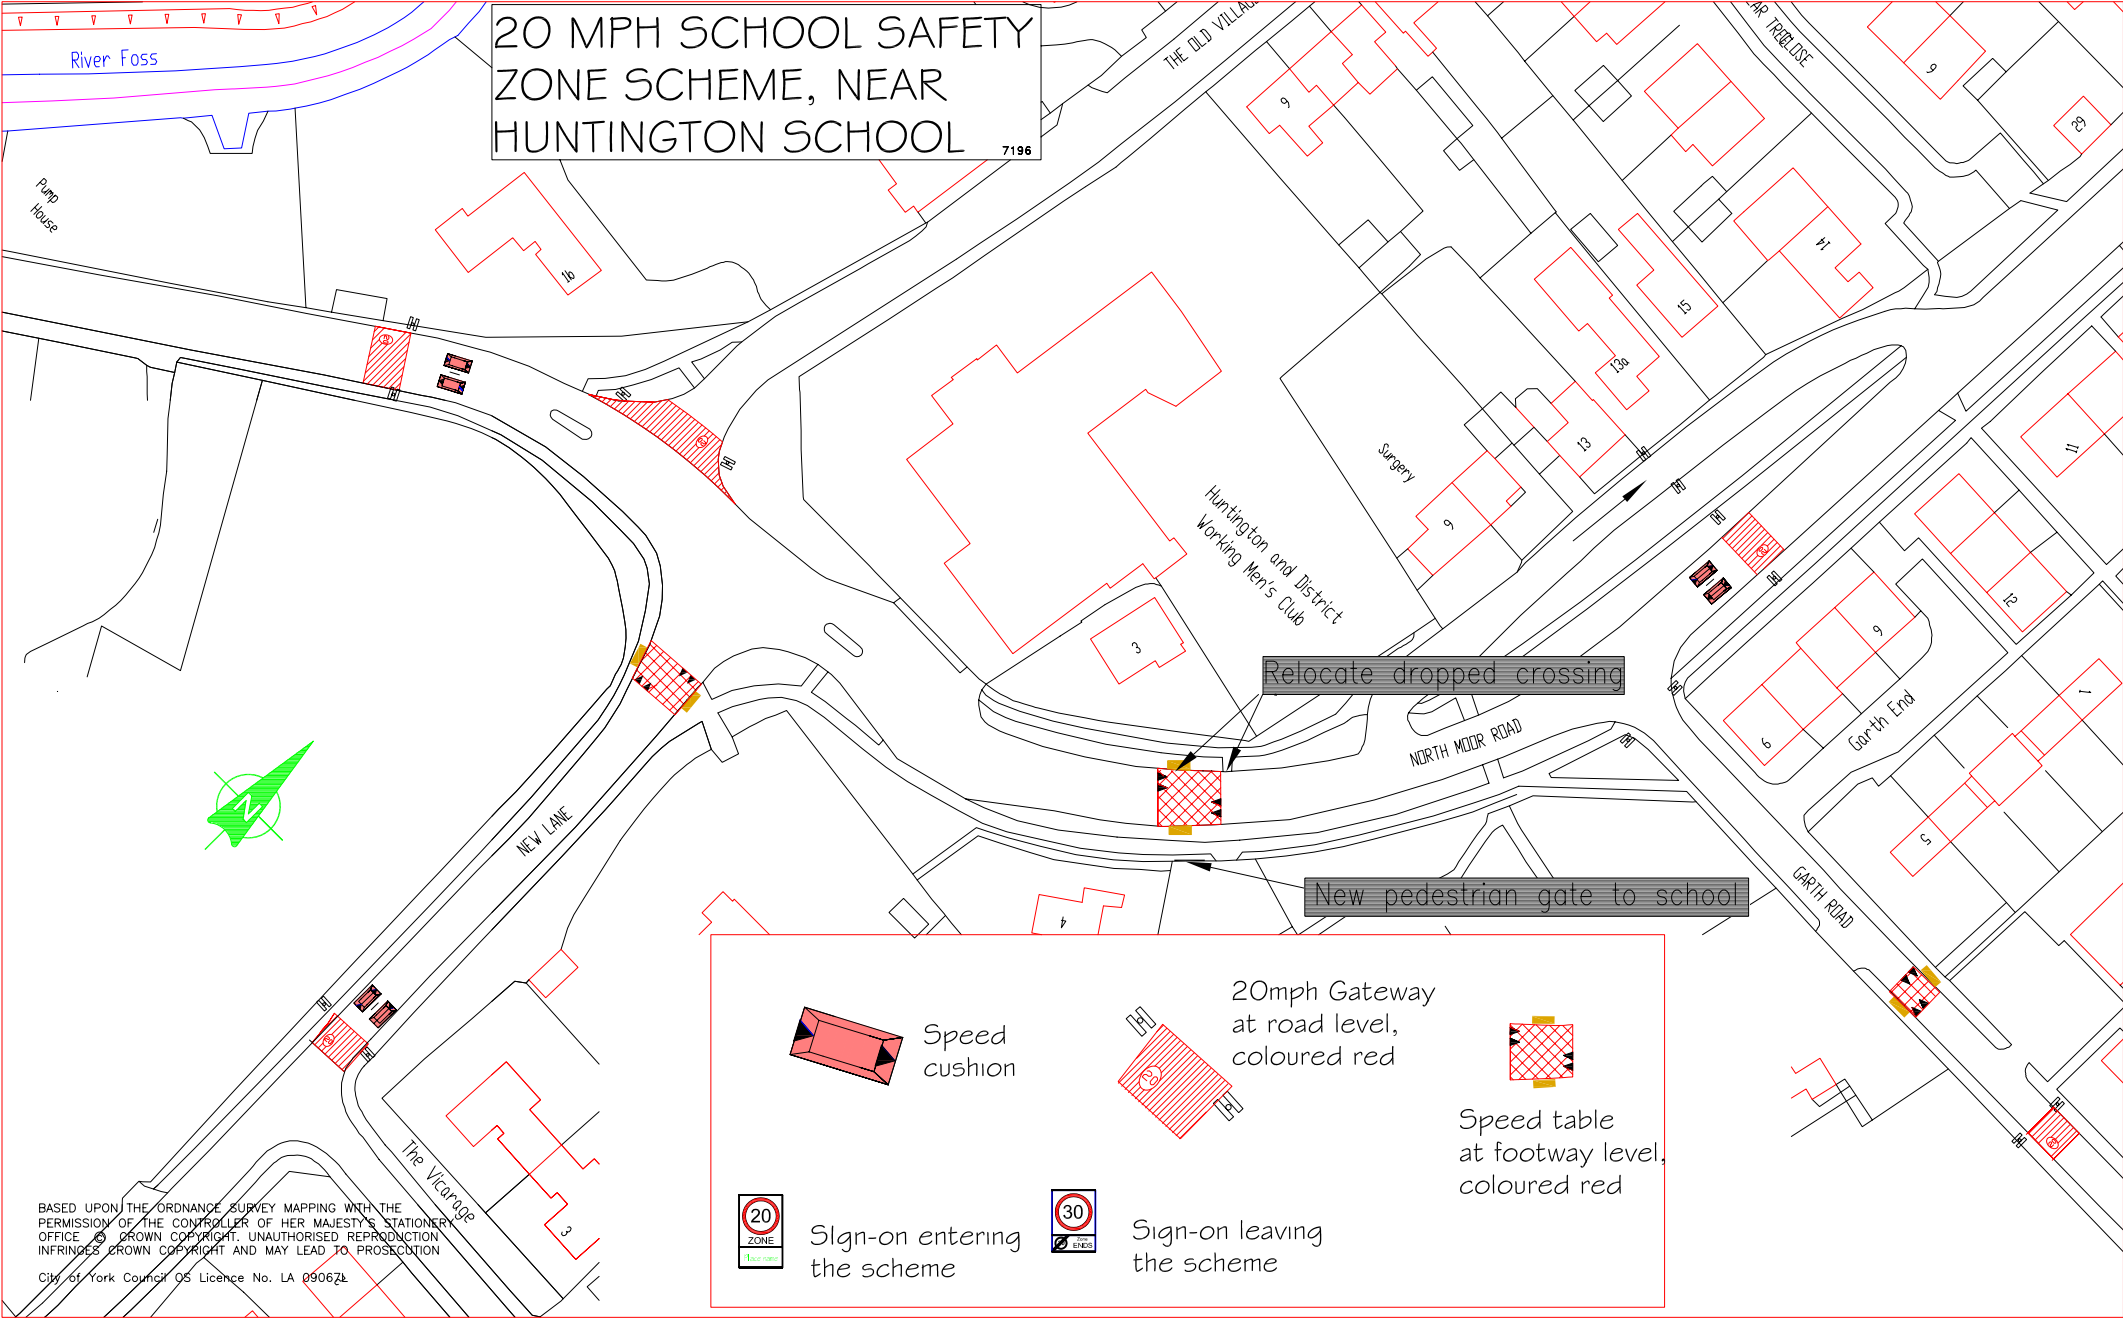 20 MPH SCHOOL SAFETY
ZONE SCHEME, NEAR
HUNTINGTON SCHOOL
7196
River Foss
Pump
House
1b
THE OLD VILLAG
9
CLOSE
6
29
14
15
13a
13
11
Surgery
9
Huntington and District
Working Men's Club
3
12
9
1
Garth End
Relocate dropped crossing
NORTH MOOR ROAD
NEW LANE
5
New pedestrian gate to school
GARTH ROAD
4
Speed
cushion
20mph Gateway
at road level,
coloured red
20
Speed table
at footway level,
coloured red
20
ZONE
SIgn-on entering
the scheme
30
Zone
ENDS
Sign-on leaving
the scheme
The Vicarage
3
BASED UPON THE ORDNANCE SURVEY MAPPING WITH THE
PERMISSION OF THE CONTROLLER OF HER MAJESTY'S STATIONERY
OFFICE © CROWN COPYRIGHT. UNAUTHORISED REPRODUCTION
INFRINGES CROWN COPYRIGHT AND MAY LEAD TO PROSECUTION
City of York Council OS Licence No. LA
N